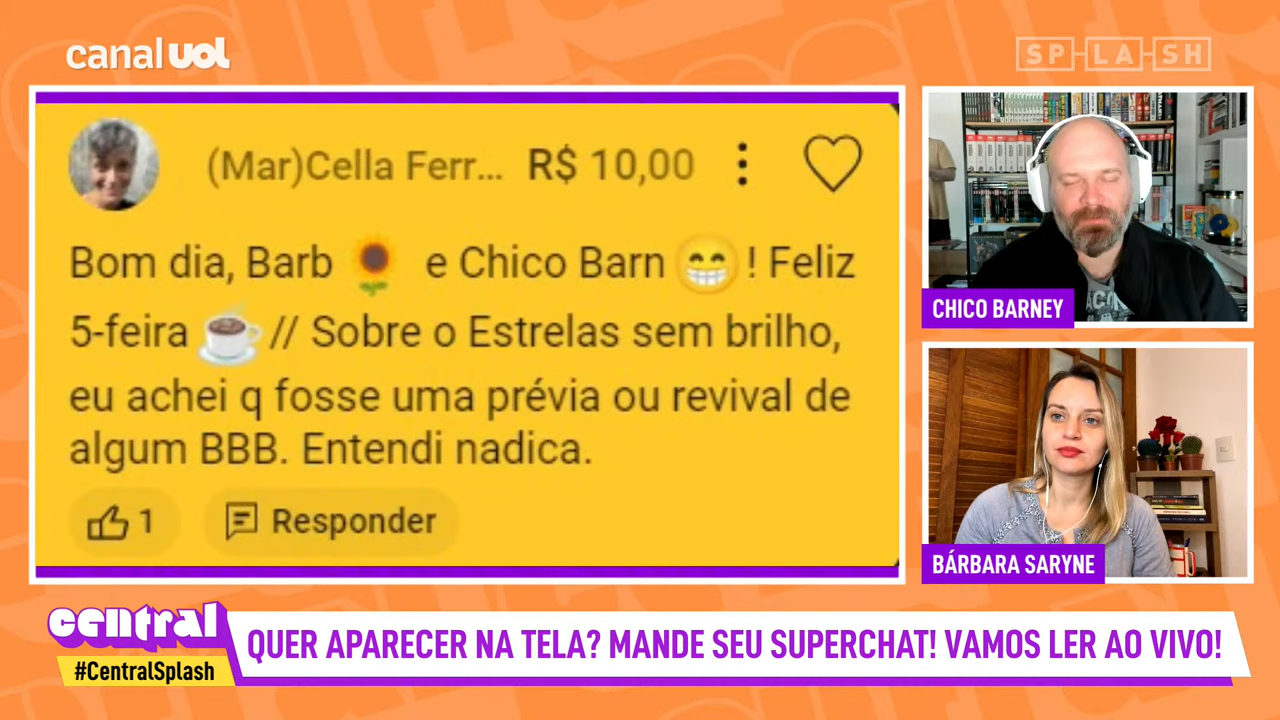 canal UOL
SPLASH
(Mar)Cella Ferr... R$ 10,00
Bom dia, Barb 🌻 e Chico Barn 😁 ! Feliz
5-feira ☕ // Sobre o Estrelas sem brilho,
eu achei q fosse uma prévia ou revival de
algum BBB. Entendi nadica.
1 Responder
CHICO BARNEY
BÁRBARA SARYNE
central
#CentralSplash
QUER APARECER NA TELA? MANDE SEU SUPERCHAT! VAMOS LER AO VIVO!